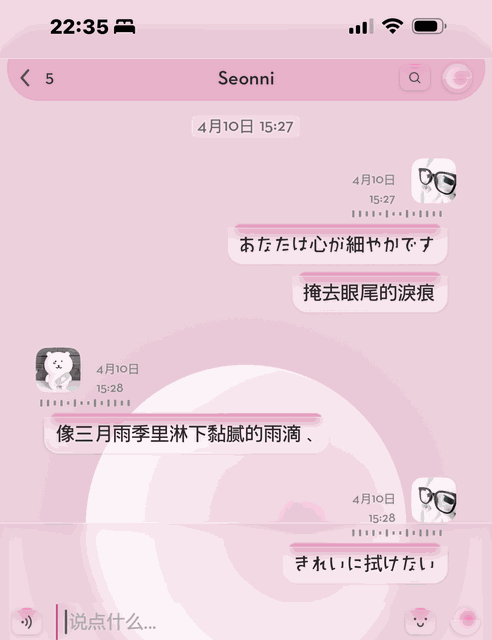 22:35
5
Seonni
4月10日 15:27
4月10日
15:27
あなたは心が細やかです
掩去眼尾的淚痕
4月10日
15:28
像三月雨季里淋下黏膩的雨滴、
4月10日
15:28
きれいに拭けない
说点什么...